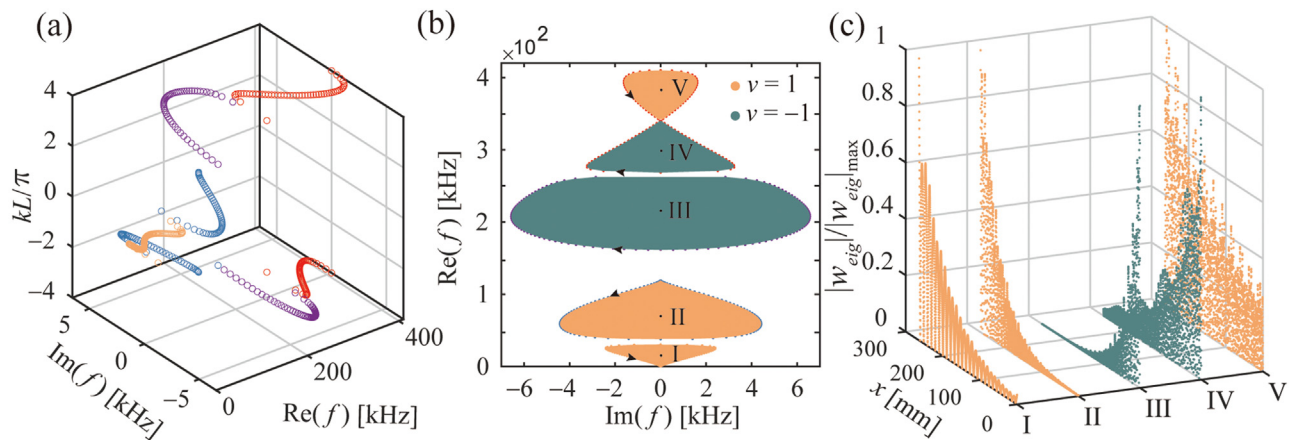 (a)
4
2
0
−2
−4
kL/π
5
0
−5
Im(f) [kHz]
0
200
400
Re(f) [kHz]
(b)
×10²
4
3
2
1
0
Re(f) [kHz]
V
IV
III
II
I
v = 1
v = −1
−6 −4 −2 0 2 4 6
Im(f) [kHz]
(c)
1
0.8
0.6
0.4
0.2
0
|w_eig|/|w_eig|max
300
200
100
0
x [mm]
I II III IV V